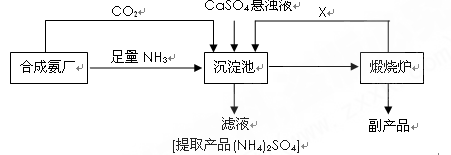 CO2
CaSO4悬浊液
X
合成氨厂
足量 NH3
沉淀池
煅烧炉
滤液
副产品
[提取产品(NH4)2SO4]